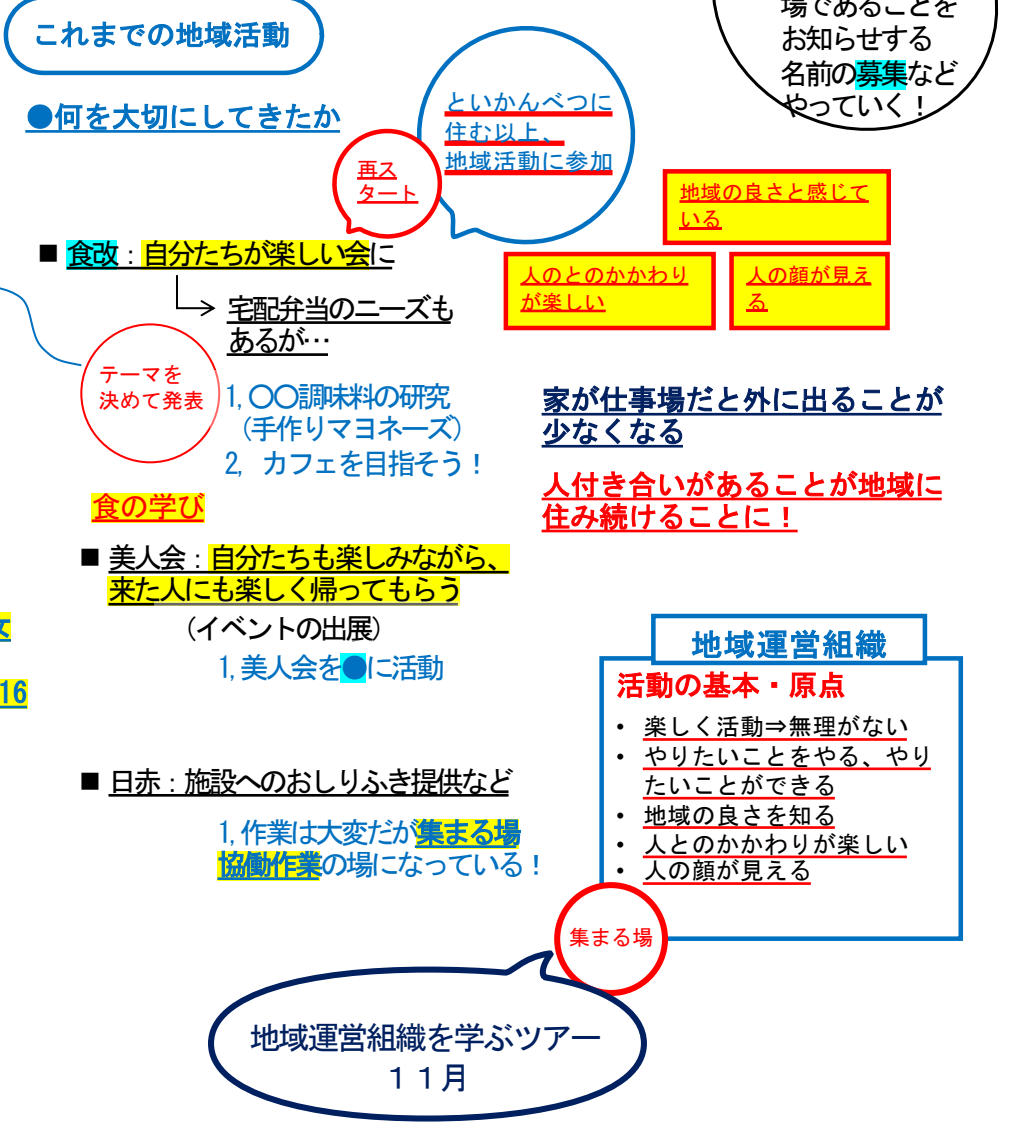 場であることを
お知らせする
名前の募集など
やっていく！
これまでの地域活動
●何を大切にしてきたか
といかんべつに
住む以上、
地域活動に参加
再ス
タート
地域の良さと感じて
いる
人のとのかかわり
が楽しい
人の顔が見え
る
■ 食改：自分たちが楽しい会に
宅配弁当のニーズも
あるが…
テーマを
決めて発表
1,〇〇調味料の研究
（手作りマヨネーズ）
2, カフェを目指そう！
家が仕事場だと外に出ることが
少なくなる
人付き合いがあることが地域に
住み続けることに！
食の学び
■ 美人会：自分たちも楽しみながら、
来た人にも楽しく帰ってもらう
（イベントの出展）
1,美人会を●に活動
16
■ 日赤：施設へのおしりふき提供など
1,作業は大変だが集まる場
協働作業の場になっている！
地域運営組織
活動の基本・原点
• 楽しく活動⇒無理がない
• やりたいことをやる、やり
たいことができる
• 地域の良さを知る
• 人とのかかわりが楽しい
• 人の顔が見える
集まる場
地域運営組織を学ぶツアー
１１月